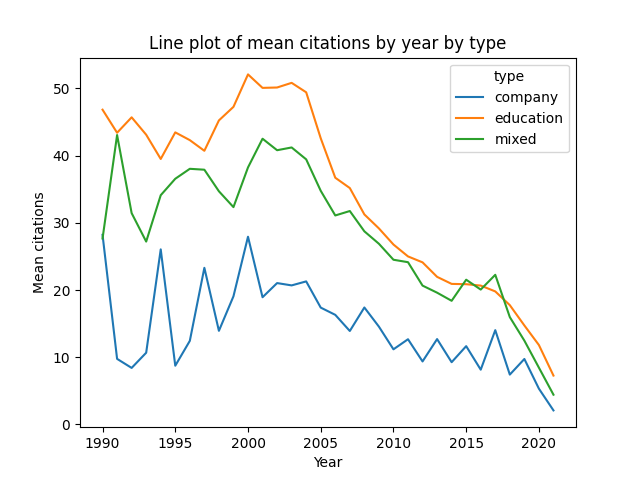 Line plot of mean citations by year by type
type
company
education
mixed
Mean citations
50
40
30
20
10
0
1990 1995 2000 2005 2010 2015 2020
Year